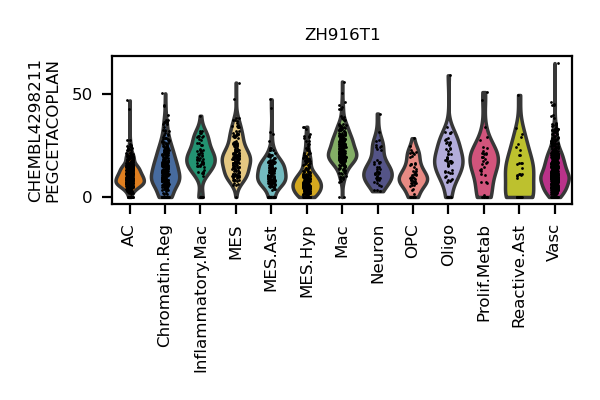 ZH916T1
CHEMBL4298211
PEGCETACOPLAN
50
0
AC
Chromatin.Reg
Inflammatory.Mac
MES
MES.Ast
MES.Hyp
Mac
Neuron
OPC
Oligo
Prolif.Metab
Reactive.Ast
Vasc